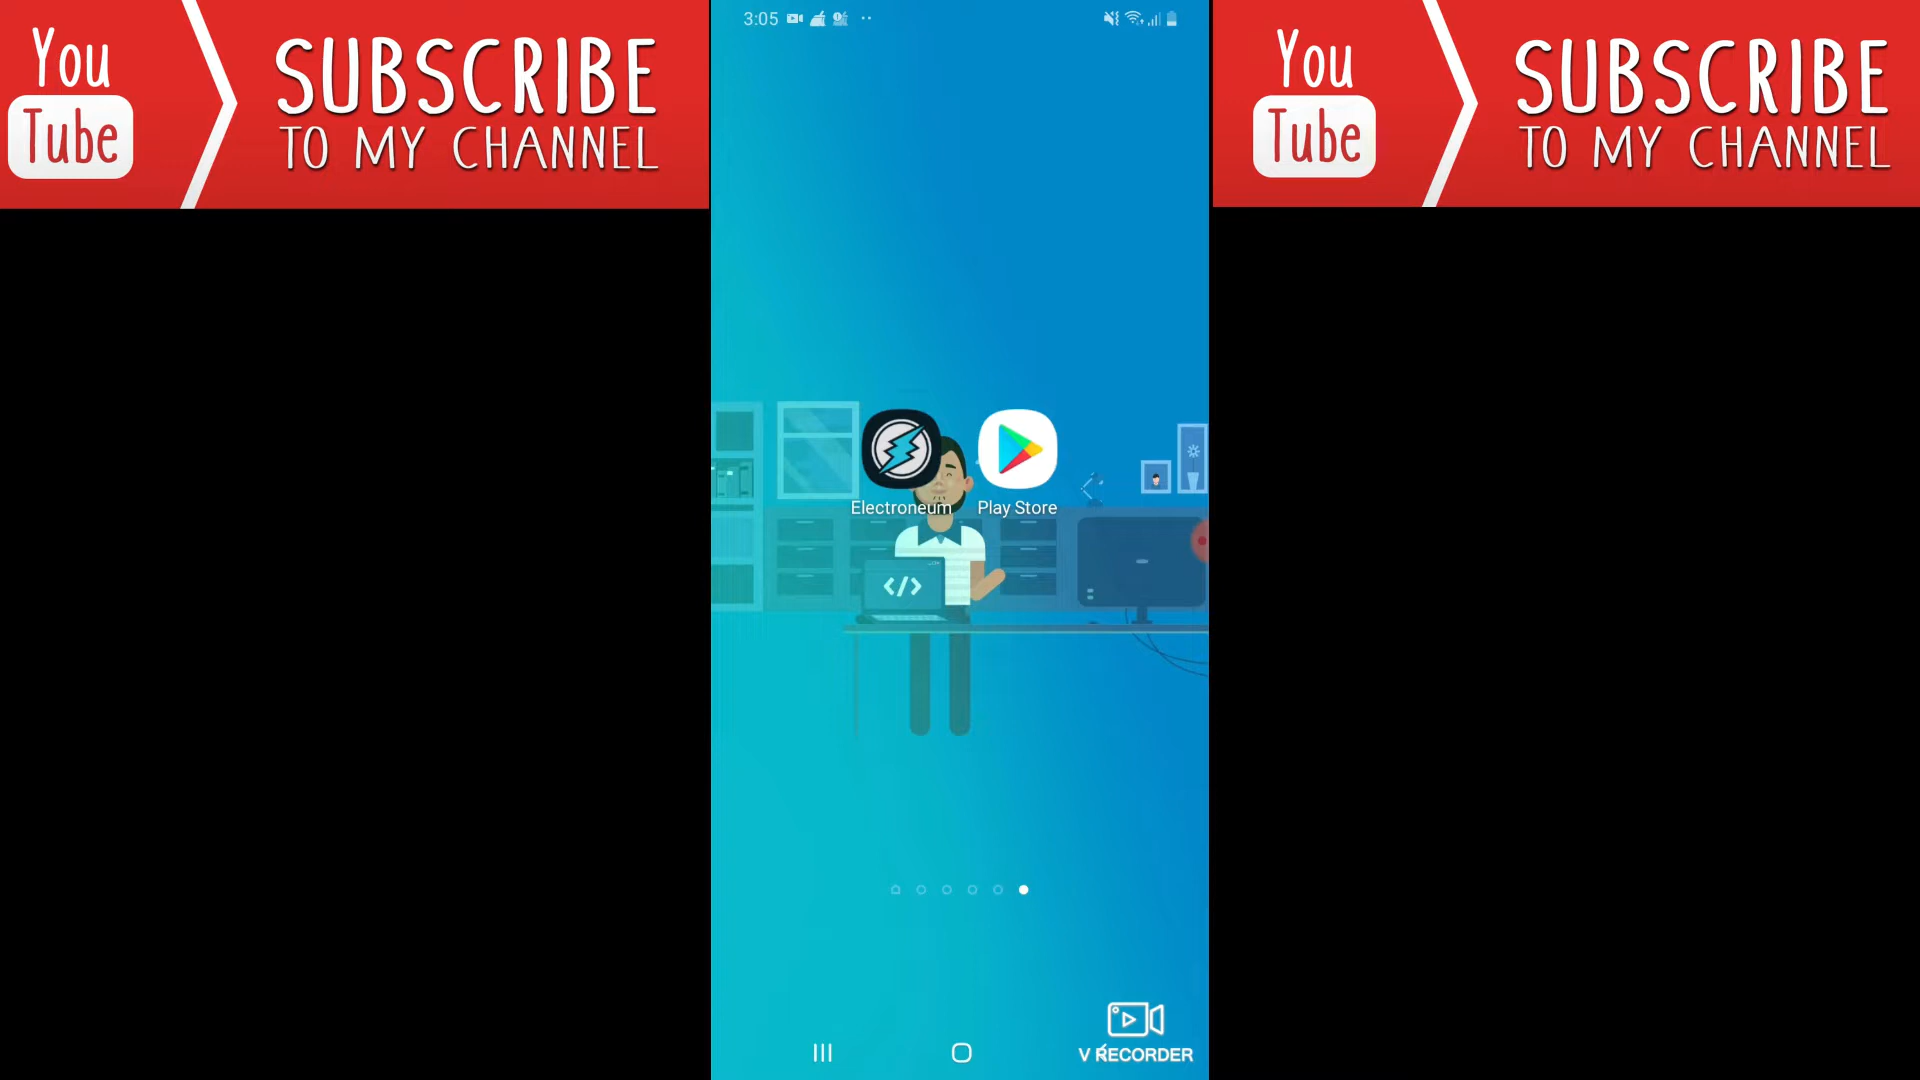 You
Tube
SUBSCRIBE
TO MY CHANNEL
3:05
Electroneum
Play Store
</>
V RECORDER
You
Tube
SUBSCRIBE
TO MY CHANNEL